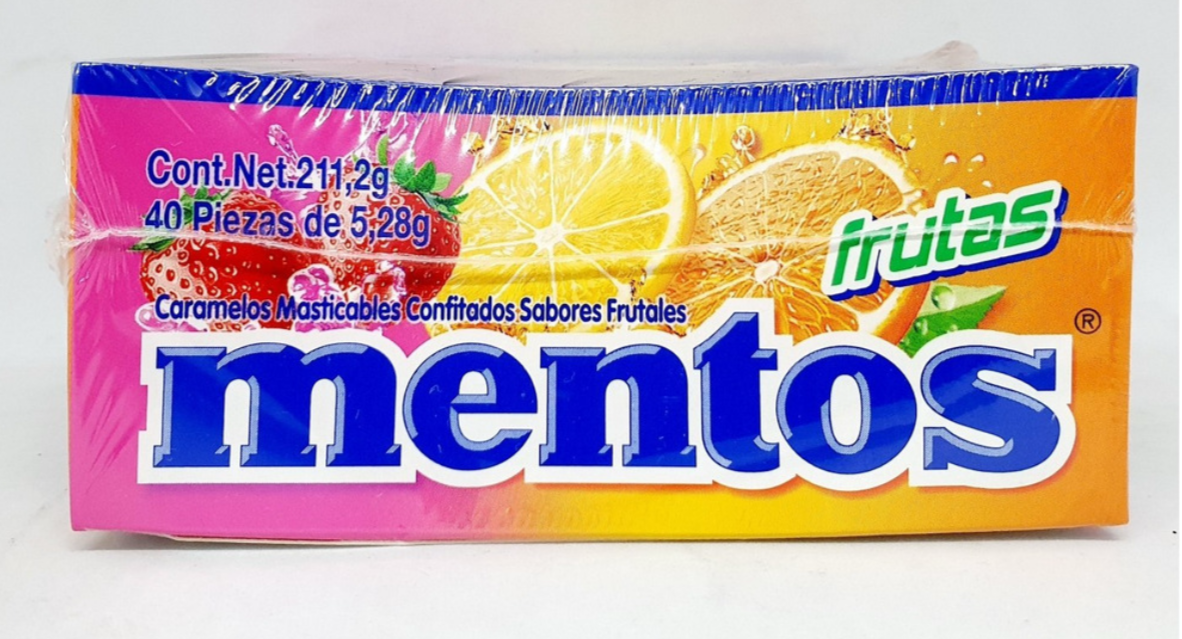 Cont.Net.211,2g
40 Piezas de 5,28g
frutas
Caramelos Masticables Confitados Sabores Frutales
mentos
®